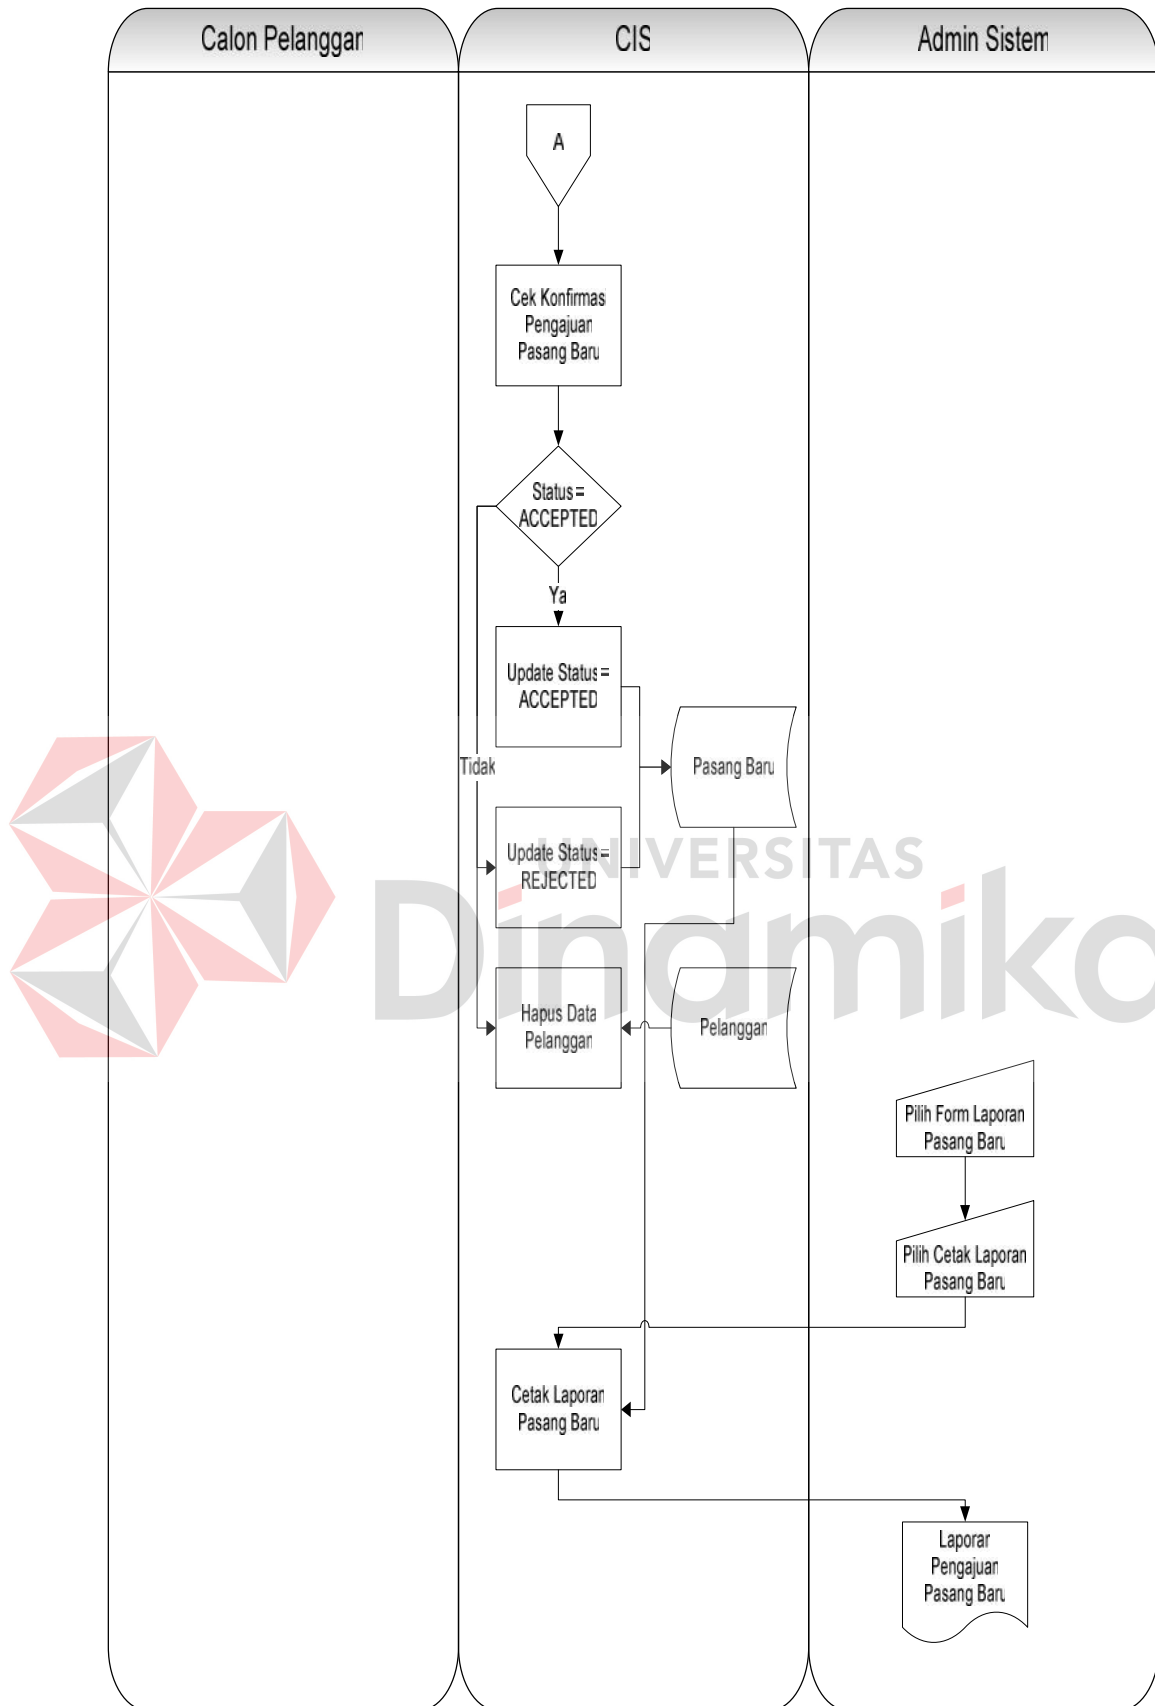 Calon Pelanggan
CIS
Admin Sistem
A
Cek Konfirmasi
Pengajuan
Pasang Baru
Status =
ACCEPTED
Ya
Update Status =
ACCEPTED
Tidak
Pasang Baru
Update Status =
REJECTED
UNIVERSITAS
Dinamika
Hapus Data
Pelanggan
Pelanggan
Pilih Form Laporan
Pasang Baru
Pilih Cetak Laporan
Pasang Baru
Cetak Laporan
Pasang Baru
Laporan
Pengajuan
Pasang Baru